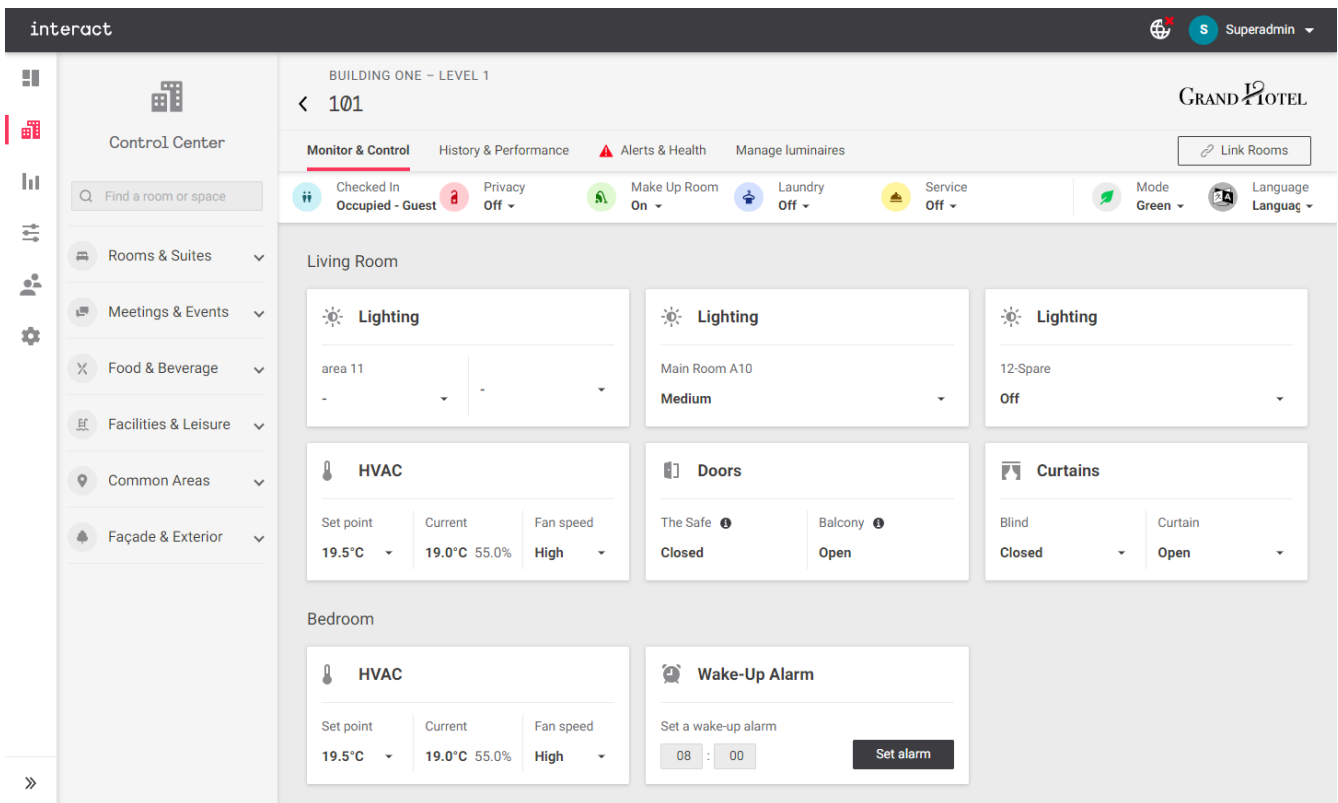 interact
S Superadmin
BUILDING ONE – LEVEL 1
101
GRAND HOTEL
Control Center
Monitor & Control History & Performance Alerts & Health Manage luminaires Link Rooms
Find a room or space
Checked In
Occupied - Guest
Privacy
Off
Make Up Room
On
Laundry
Off
Service
Off
Mode
Green
Language
Languag
Rooms & Suites
Meetings & Events
Food & Beverage
Facilities & Leisure
Common Areas
Façade & Exterior
Living Room
Lighting
area 11
- -
Lighting
Main Room A10
Medium
Lighting
12-Spare
Off
HVAC
Set point Current Fan speed
19.5°C 19.0°C 55.0% High
Doors
The Safe Balcony
Closed Open
Curtains
Blind Curtain
Closed Open
Bedroom
HVAC
Set point Current Fan speed
19.5°C 19.0°C 55.0% High
Wake-Up Alarm
Set a wake-up alarm
08 : 00 Set alarm